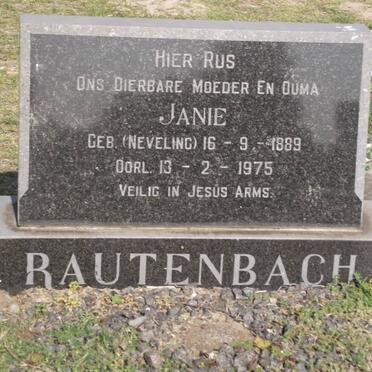 HIER RUS
ONS DIERBARE MOEDER EN OUMA
JANIE
GEB. (NEVELING) 16 - 9 - 1889
OORL. 13 - 2 - 1975
VEILIG IN JESUS ARMS.
RAUTENBACH